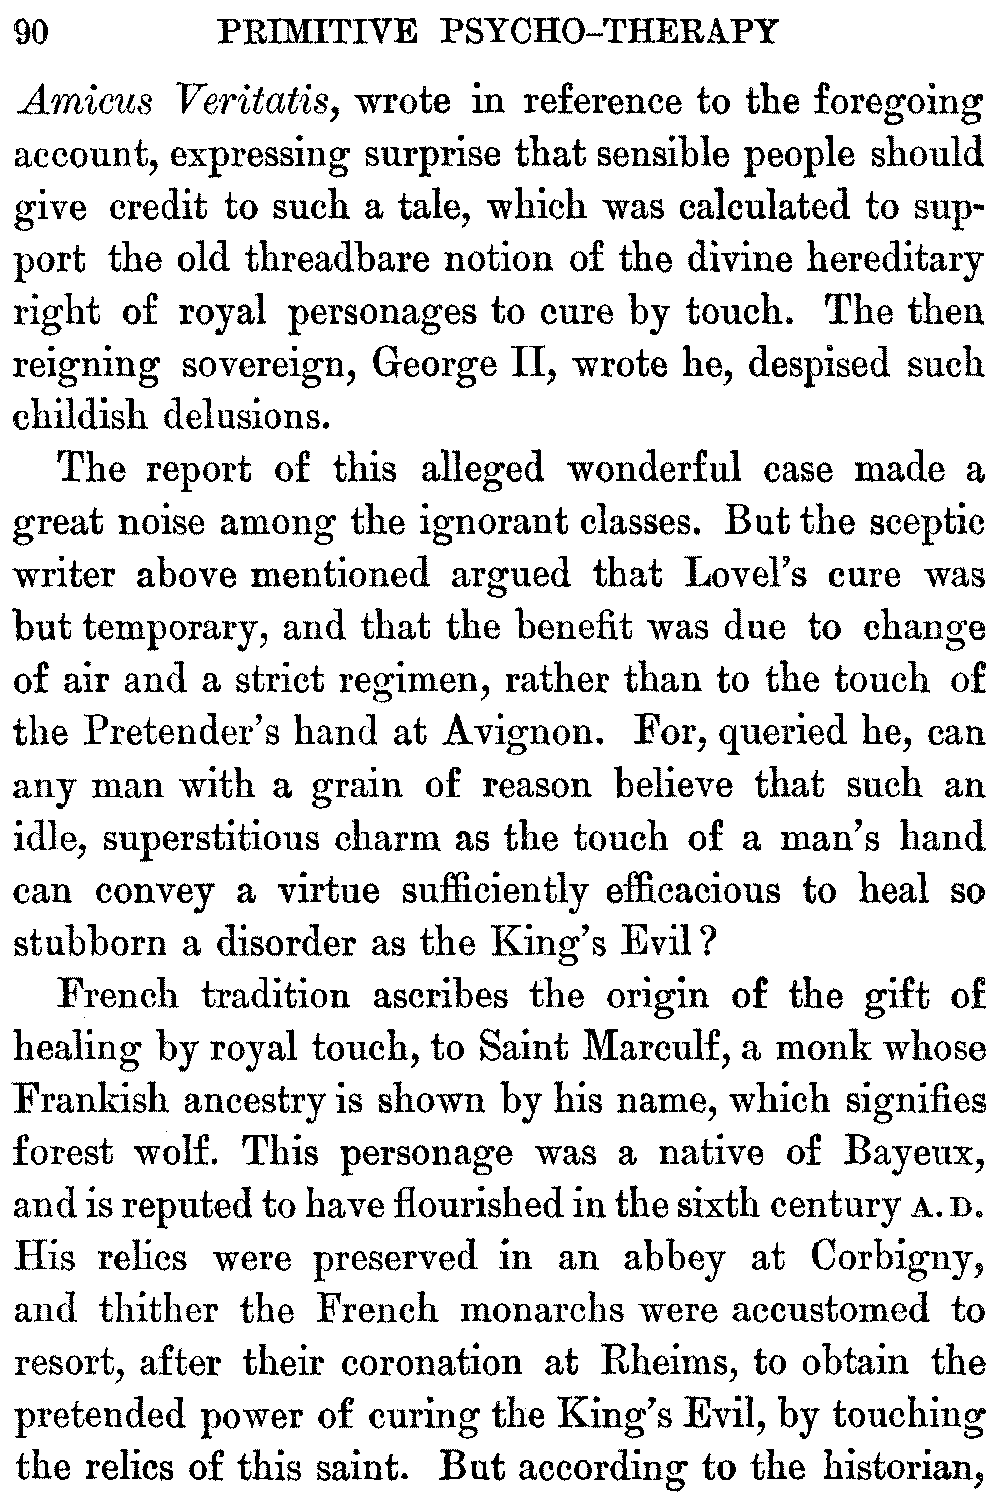 90 PRIMITIVE PSYCHO-THERAPY
Amicus Veritatis, wrote in reference to the foregoing
account, expressing surprise that sensible people should
give credit to such a tale, which was calculated to sup-
port the old threadbare notion of the divine hereditary
right of royal personages to cure by touch. The then
reigning sovereign, George II, wrote he, despised such
childish delusions.
The report of this alleged wonderful case made a
great noise among the ignorant classes. But the sceptic
writer above mentioned argued that Lovel's cure was
but temporary, and that the benefit was due to change
of air and a strict regimen, rather than to the touch of
the Pretender's hand at Avignon. For, queried he, can
any man with a grain of reason believe that such an
idle, superstitious charm as the touch of a man's hand
can convey a virtue sufficiently efficacious to heal so
stubborn a disorder as the King's Evil?
French tradition ascribes the origin of the gift of
healing by royal touch, to Saint Marculf, a monk whose
Frankish ancestry is shown by his name, which signifies
forest wolf. This personage was a native of Bayeux,
and is reputed to have flourished in the sixth century A.D.
His relics were preserved in an abbey at Corbigny,
and thither the French monarchs were accustomed to
resort, after their coronation at Rheims, to obtain the
pretended power of curing the King's Evil, by touching
the relics of this saint. But according to the historian,